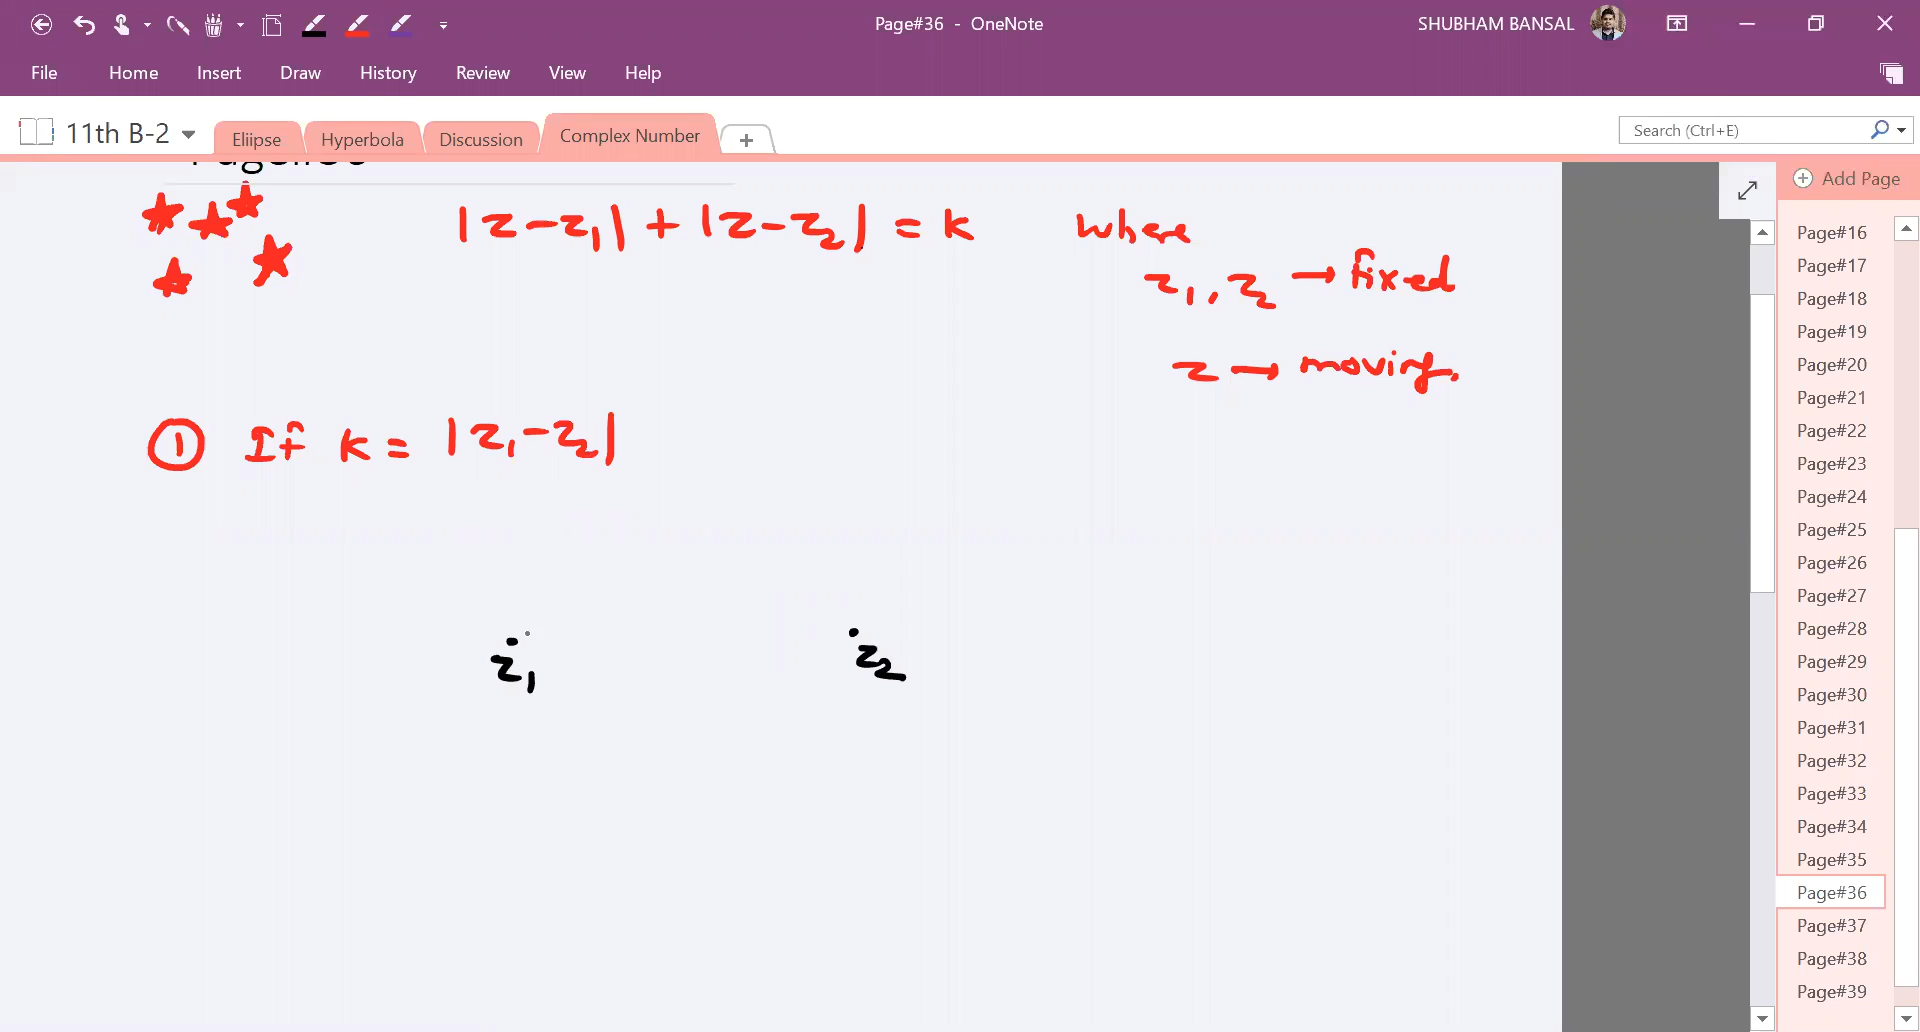 Page#36 - OneNote
SHUBHAM BANSAL
File Home Insert Draw History Review View Help
11th B-2
Eliipse Hyperbola Discussion Complex Number
Search (Ctrl+E)
Add Page
|z-z₁| + |z-z₂| = k where
z₁, z₂ → fixed
z → moving.
① If k = |z₁-z₂|
z₁ z₂
Page#16
Page#17
Page#18
Page#19
Page#20
Page#21
Page#22
Page#23
Page#24
Page#25
Page#26
Page#27
Page#28
Page#29
Page#30
Page#31
Page#32
Page#33
Page#34
Page#35
Page#36
Page#37
Page#38
Page#39